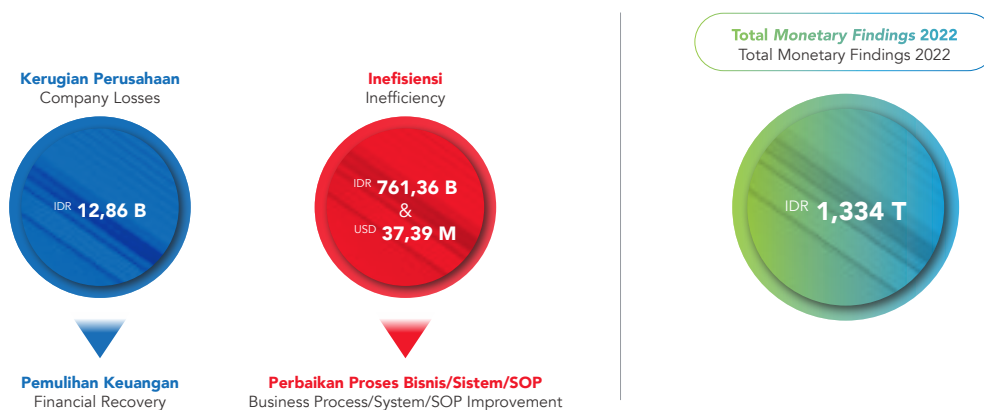 Kerugian Perusahaan
Company Losses
IDR 12,86 B
Pemulihan Keuangan
Financial Recovery
Inefisiensi
Inefficiency
IDR 761,36 B
&
USD 37,39 M
Perbaikan Proses Bisnis/Sistem/SOP
Business Process/System/SOP Improvement
Total Monetary Findings 2022
Total Monetary Findings 2022
IDR 1,334 T